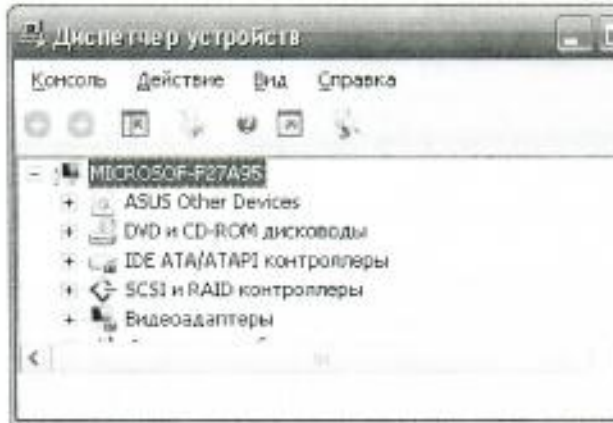 Диспетчер устройств
Консоль Действие Вид Справка
MICROSOF-F27A95
ASUS Other Devices
DVD и CD-ROM дисководы
IDE ATA/ATAPI контроллеры
SCSI и RAID контроллеры
Видеоадаптеры